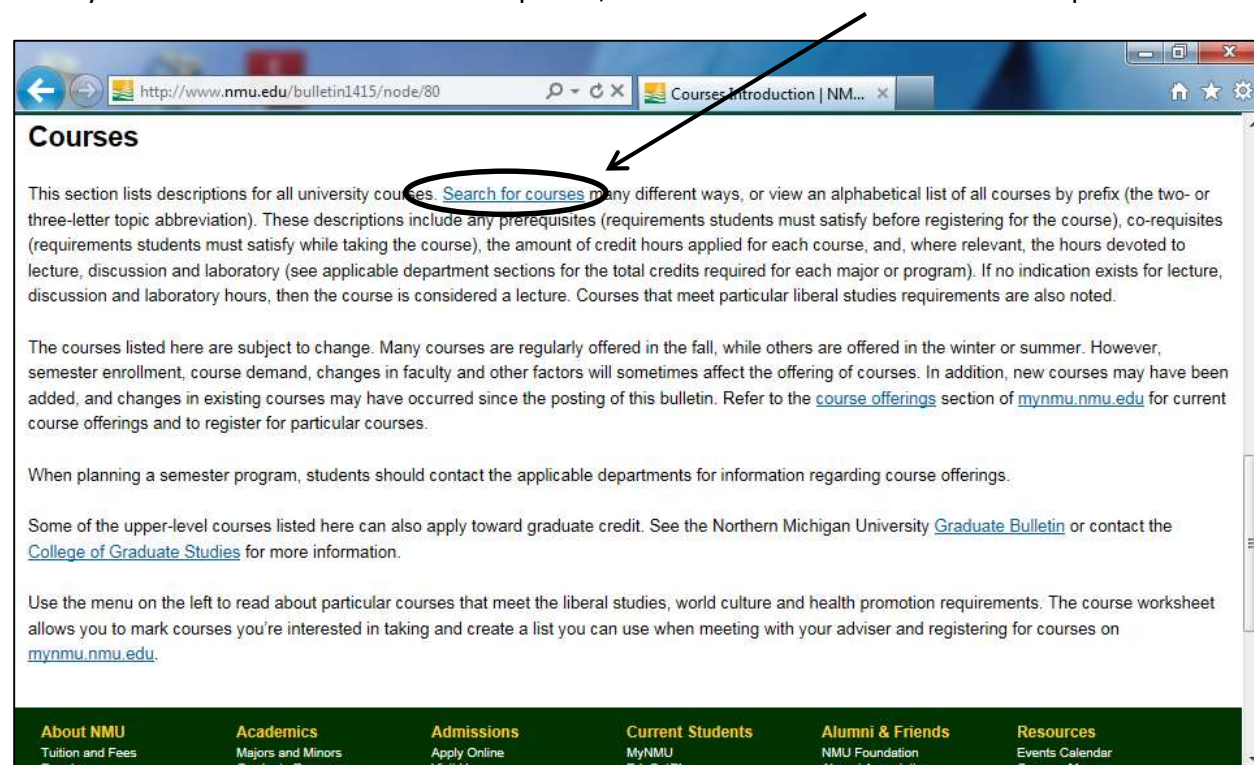 http://www.nmu.edu/bulletin1415/node/80
Courses Introduction | NM...
Courses
This section lists descriptions for all university courses. Search for courses many different ways, or view an alphabetical list of all courses by prefix (the two- or
three-letter topic abbreviation). These descriptions include any prerequisites (requirements students must satisfy before registering for the course), co-requisites
(requirements students must satisfy while taking the course), the amount of credit hours applied for each course, and, where relevant, the hours devoted to
lecture, discussion and laboratory (see applicable department sections for the total credits required for each major or program). If no indication exists for lecture,
discussion and laboratory hours, then the course is considered a lecture. Courses that meet particular liberal studies requirements are also noted.
The courses listed here are subject to change. Many courses are regularly offered in the fall, while others are offered in the winter or summer. However,
semester enrollment, course demand, changes in faculty and other factors will sometimes affect the offering of courses. In addition, new courses may have been
added, and changes in existing courses may have occurred since the posting of this bulletin. Refer to the course offerings section of mynmu.nmu.edu for current
course offerings and to register for particular courses.
When planning a semester program, students should contact the applicable departments for information regarding course offerings.
Some of the upper-level courses listed here can also apply toward graduate credit. See the Northern Michigan University Graduate Bulletin or contact the
College of Graduate Studies for more information.
Use the menu on the left to read about particular courses that meet the liberal studies, world culture and health promotion requirements. The course worksheet
allows you to mark courses you're interested in taking and create a list you can use when meeting with your adviser and registering for courses on
mynmu.nmu.edu.
About NMU Academics Admissions Current Students Alumni & Friends Resources
Tuition and Fees Majors and Minors Apply Online MyNMU NMU Foundation Events Calendar